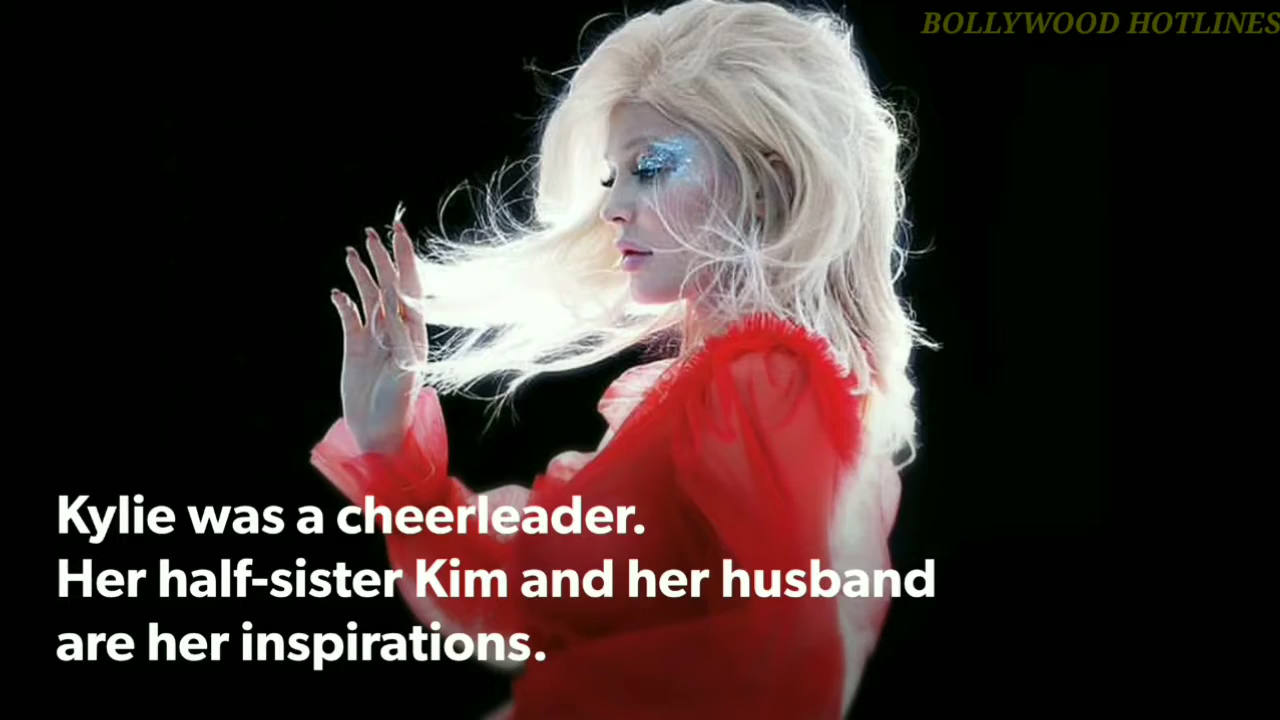 BOLLYWOOD HOTLINES
Kylie was a cheerleader.
Her half-sister Kim and her husband
are her inspirations.